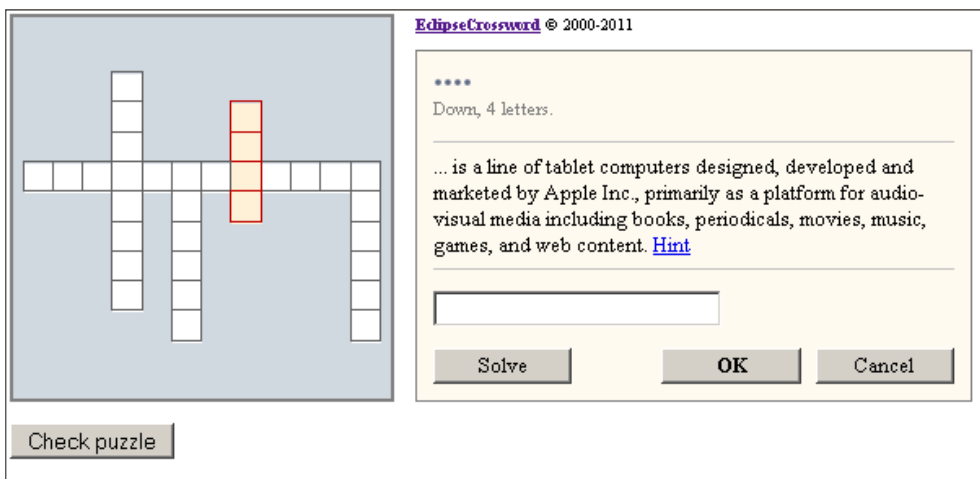 EclipseCrossword © 2000-2011
••••
Down, 4 letters.
... is a line of tablet computers designed, developed and
marketed by Apple Inc., primarily as a platform for audio-
visual media including books, periodicals, movies, music,
games, and web content. Hint
Solve OK Cancel
Check puzzle